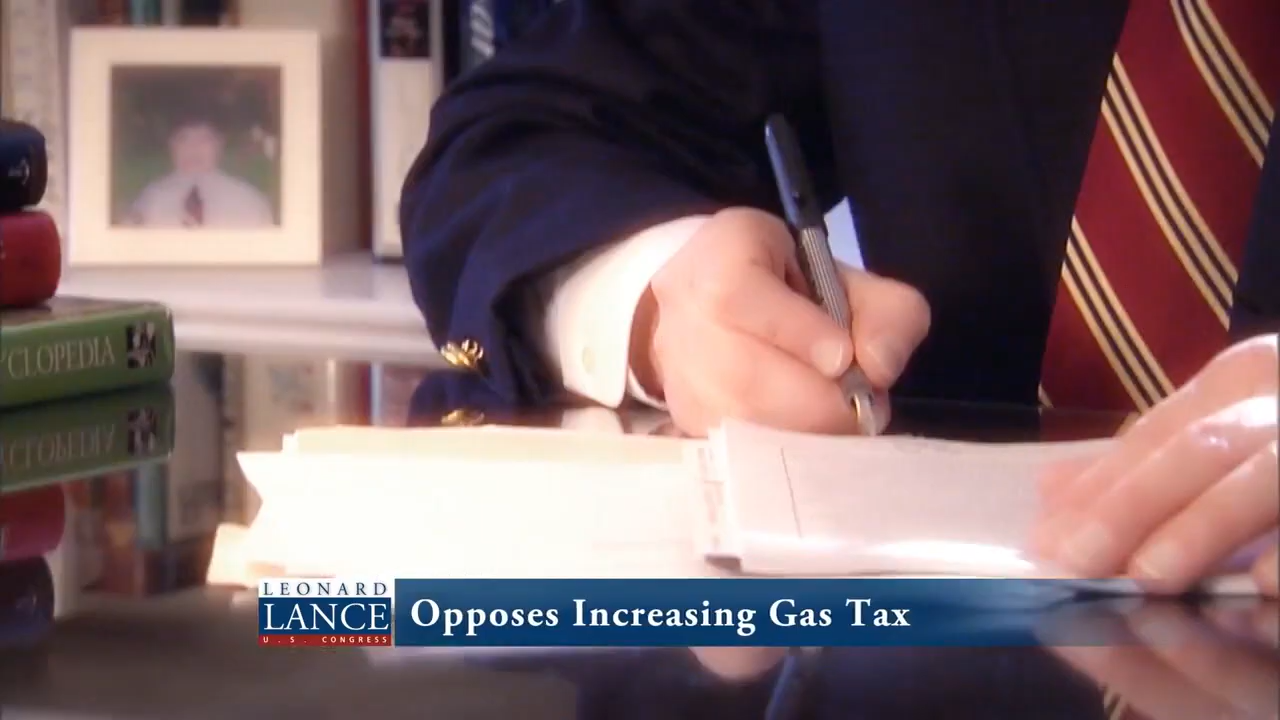 CLOPEDIA
LEONARD
LANCE
U.S. CONGRESS
Opposes Increasing Gas Tax